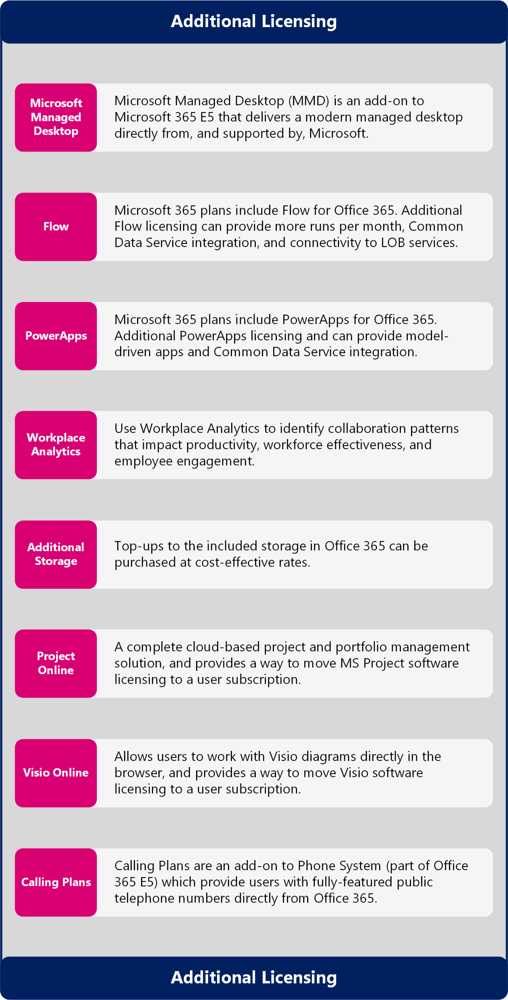 Additional Licensing
Microsoft
Managed
Desktop
Microsoft Managed Desktop (MMD) is an add-on to
Microsoft 365 E5 that delivers a modern managed desktop
directly from, and supported by, Microsoft.
Flow
Microsoft 365 plans include Flow for Office 365. Additional
Flow licensing can provide more runs per month, Common
Data Service integration, and connectivity to LOB services.
PowerApps
Microsoft 365 plans include PowerApps for Office 365.
Additional PowerApps licensing and can provide model-
driven apps and Common Data Service integration.
Workplace
Analytics
Use Workplace Analytics to identify collaboration patterns
that impact productivity, workforce effectiveness, and
employee engagement.
Additional
Storage
Top-ups to the included storage in Office 365 can be
purchased at cost-effective rates.
Project
Online
A complete cloud-based project and portfolio management
solution, and provides a way to move MS Project software
licensing to a user subscription.
Visio Online
Allows users to work with Visio diagrams directly in the
browser, and provides a way to move Visio software
licensing to a user subscription.
Calling Plans
Calling Plans are an add-on to Phone System (part of Office
365 E5) which provide users with fully-featured public
telephone numbers directly from Office 365.
Additional Licensing